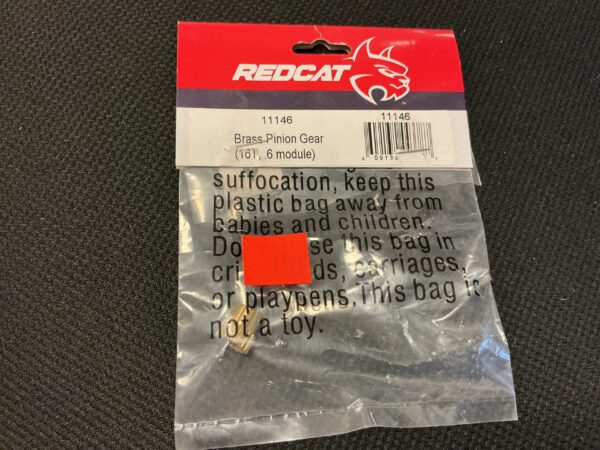 REDCAT
11146
11146
Brass Pinion Gear
(16T, .6 module)
suffocation, keep this
plastic bag away from
babies and children.
Do se this bag in
cri ds, carriages,
or playpens. This bag is
not a toy.